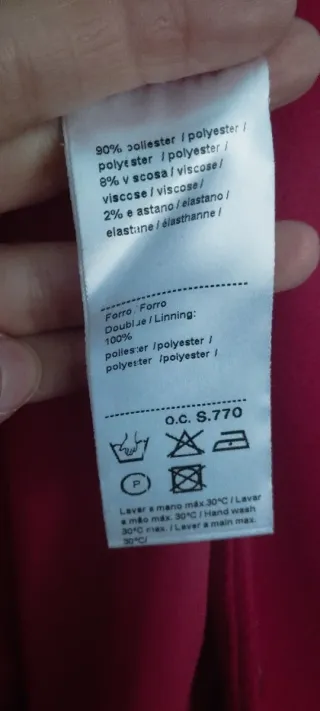 90% poliester / polyester /
polyester / polyester /
8% viscosa / viscose /
viscose / viscose /
2% elastano / elastano /
elastane / élasthanne /
Forro / Forro
Double / Linning:
100%
poliester / polyester /
polyester / polyester /
O.C. S.770
P
Lavar a mano máx.30°C / Lavar
a mão máx. 30°C / Hand wash
30°C max. / Laver a main max.
30°C/